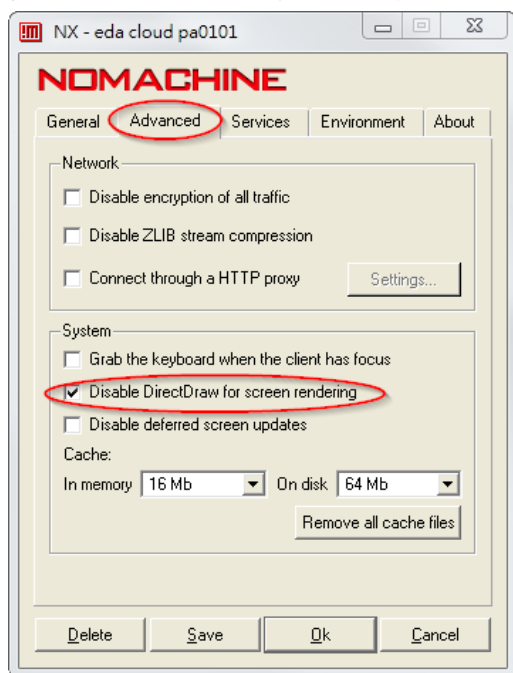 NX - eda cloud pa0101
NOMACHINE
General Advanced Services Environment About
Network
Disable encryption of all traffic
Disable ZLIB stream compression
Connect through a HTTP proxy Settings...
System
Grab the keyboard when the client has focus
Disable DirectDraw for screen rendering
Disable deferred screen updates
Cache:
In memory 16 Mb On disk 64 Mb
Remove all cache files
Delete Save Ok Cancel